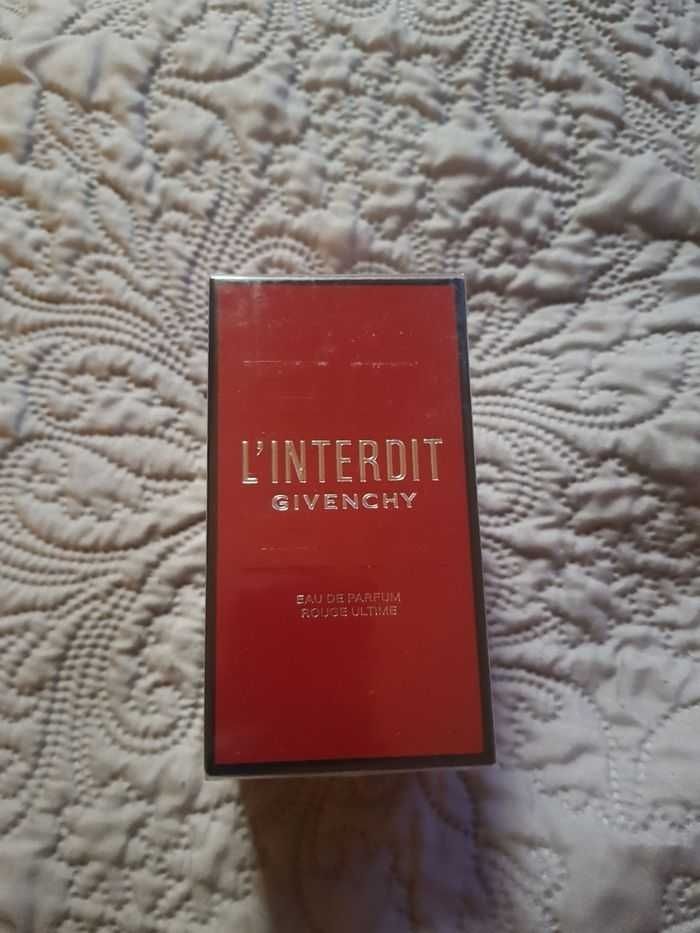 L'INTERDIT
GIVENCHY
EAU DE PARFUM
ROUGE ULTIME